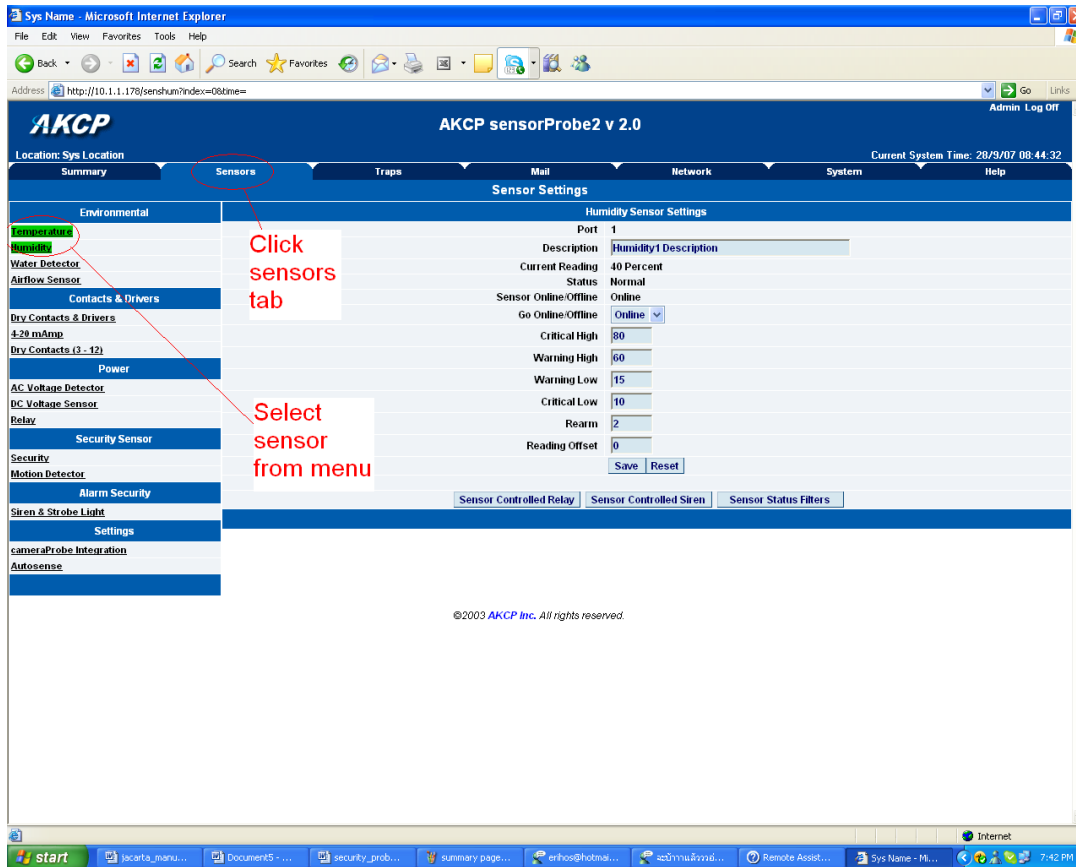 Sys Name - Microsoft Internet Explorer
File Edit View Favorites Tools Help
Back Search Favorites
Address http://10.1.1.178/senshum?index=0&time= Go Links
Admin Log Off
AKCP
AKCP sensorProbe2 v 2.0
Location: Sys Location Current System Time: 28/9/07 08:44:32
Summary Sensors Traps Mail Network System Help
Sensor Settings
Environmental
Temperature
Humidity
Water Detector
Airflow Sensor
Contacts & Drivers
Dry Contacts & Drivers
4-20 mAmp
Dry Contacts (3 - 12)
Power
AC Voltage Detector
DC Voltage Sensor
Relay
Security Sensor
Security
Motion Detector
Alarm Security
Siren & Strobe Light
Settings
cameraProbe Integration
Autosense
Click
sensors
tab
Select
sensor
from menu
Humidity Sensor Settings
Port 1
Description Humidity1 Description
Current Reading 40 Percent
Status Normal
Sensor Online/Offline Online
Go Online/Offline Online
Critical High 80
Warning High 60
Warning Low 15
Critical Low 10
Rearm 2
Reading Offset 0
Save Reset
Sensor Controlled Relay Sensor Controlled Siren Sensor Status Filters
©2003 AKCP Inc. All rights reserved.
Internet
start jacarta_manu... Document5 - ... security_prob... summary page... erihos@hotmai... Remote Assist... Sys Name - Mi... 7:42 PM